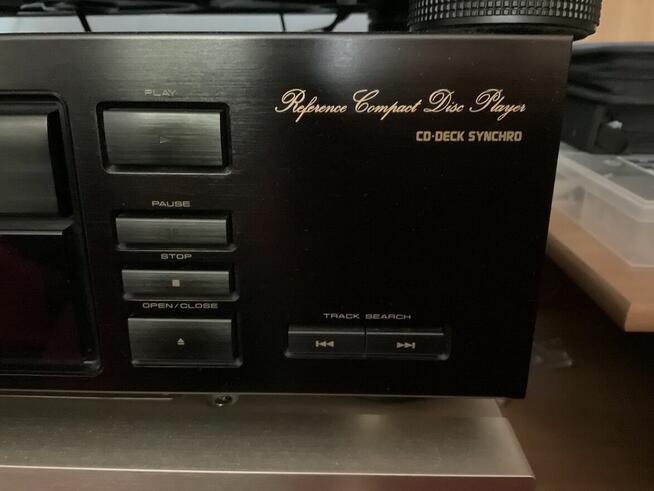 PLAY
Reference Compact Disc Player
CD·DECK SYNCHRO
PAUSE
STOP
OPEN/CLOSE
TRACK SEARCH